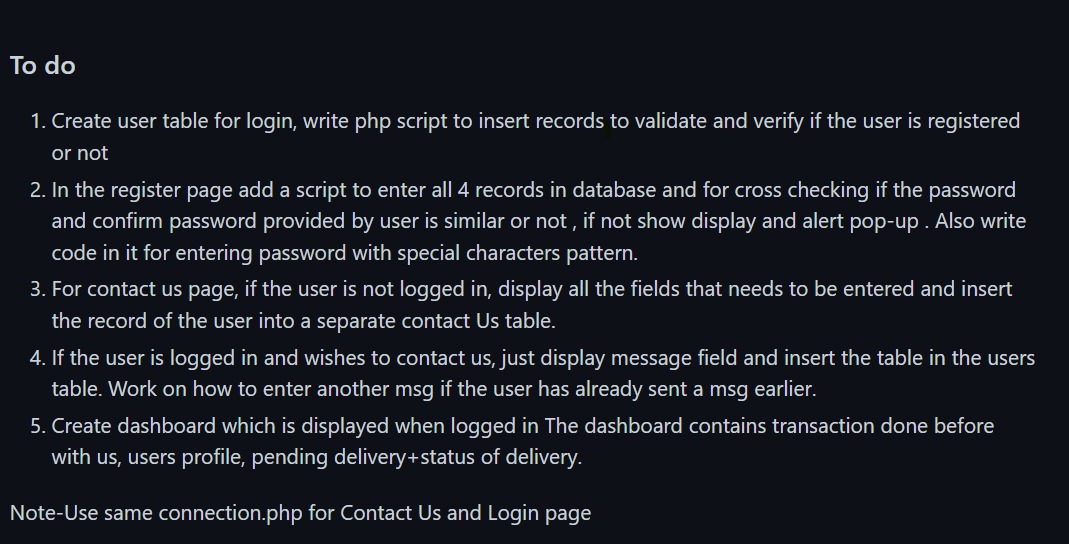 To do
1. Create user table for login, write php script to insert records to validate and verify if the user is registered
or not
2. In the register page add a script to enter all 4 records in database and for cross checking if the password
and confirm password provided by user is similar or not , if not show display and alert pop-up . Also write
code in it for entering password with special characters pattern.
3. For contact us page, if the user is not logged in, display all the fields that needs to be entered and insert
the record of the user into a separate contact Us table.
4. If the user is logged in and wishes to contact us, just display message field and insert the table in the users
table. Work on how to enter another msg if the user has already sent a msg earlier.
5. Create dashboard which is displayed when logged in The dashboard contains transaction done before
with us, users profile, pending delivery+status of delivery.
Note-Use same connection.php for Contact Us and Login page